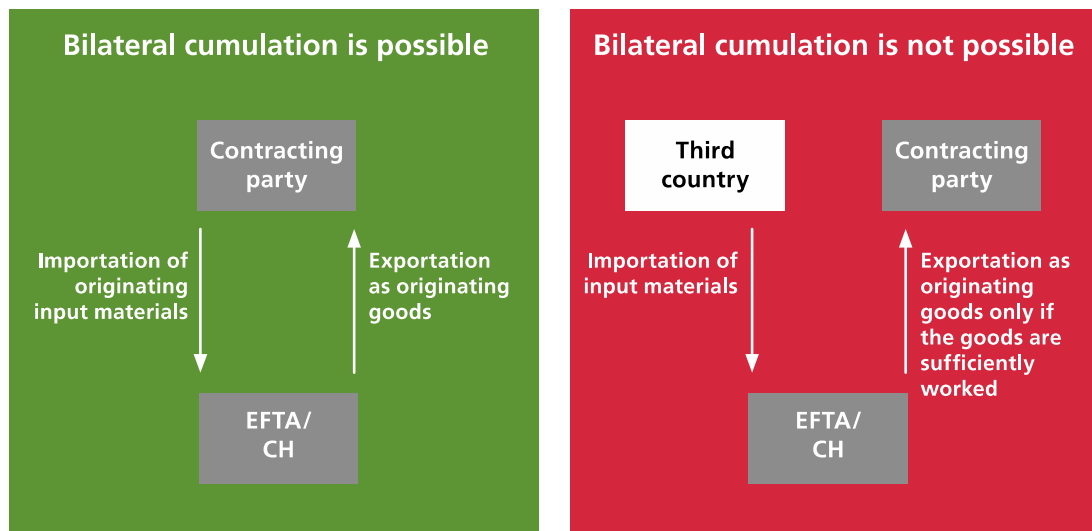 Bilateral cumulation is possible
Contracting
party
Importation of
originating
input materials
Exportation
as originating
goods
EFTA/
CH
Bilateral cumulation is not possible
Third
country
Contracting
party
Importation of
input materials
Exportation as
originating
goods only if
the goods are
sufficiently
worked
EFTA/
CH